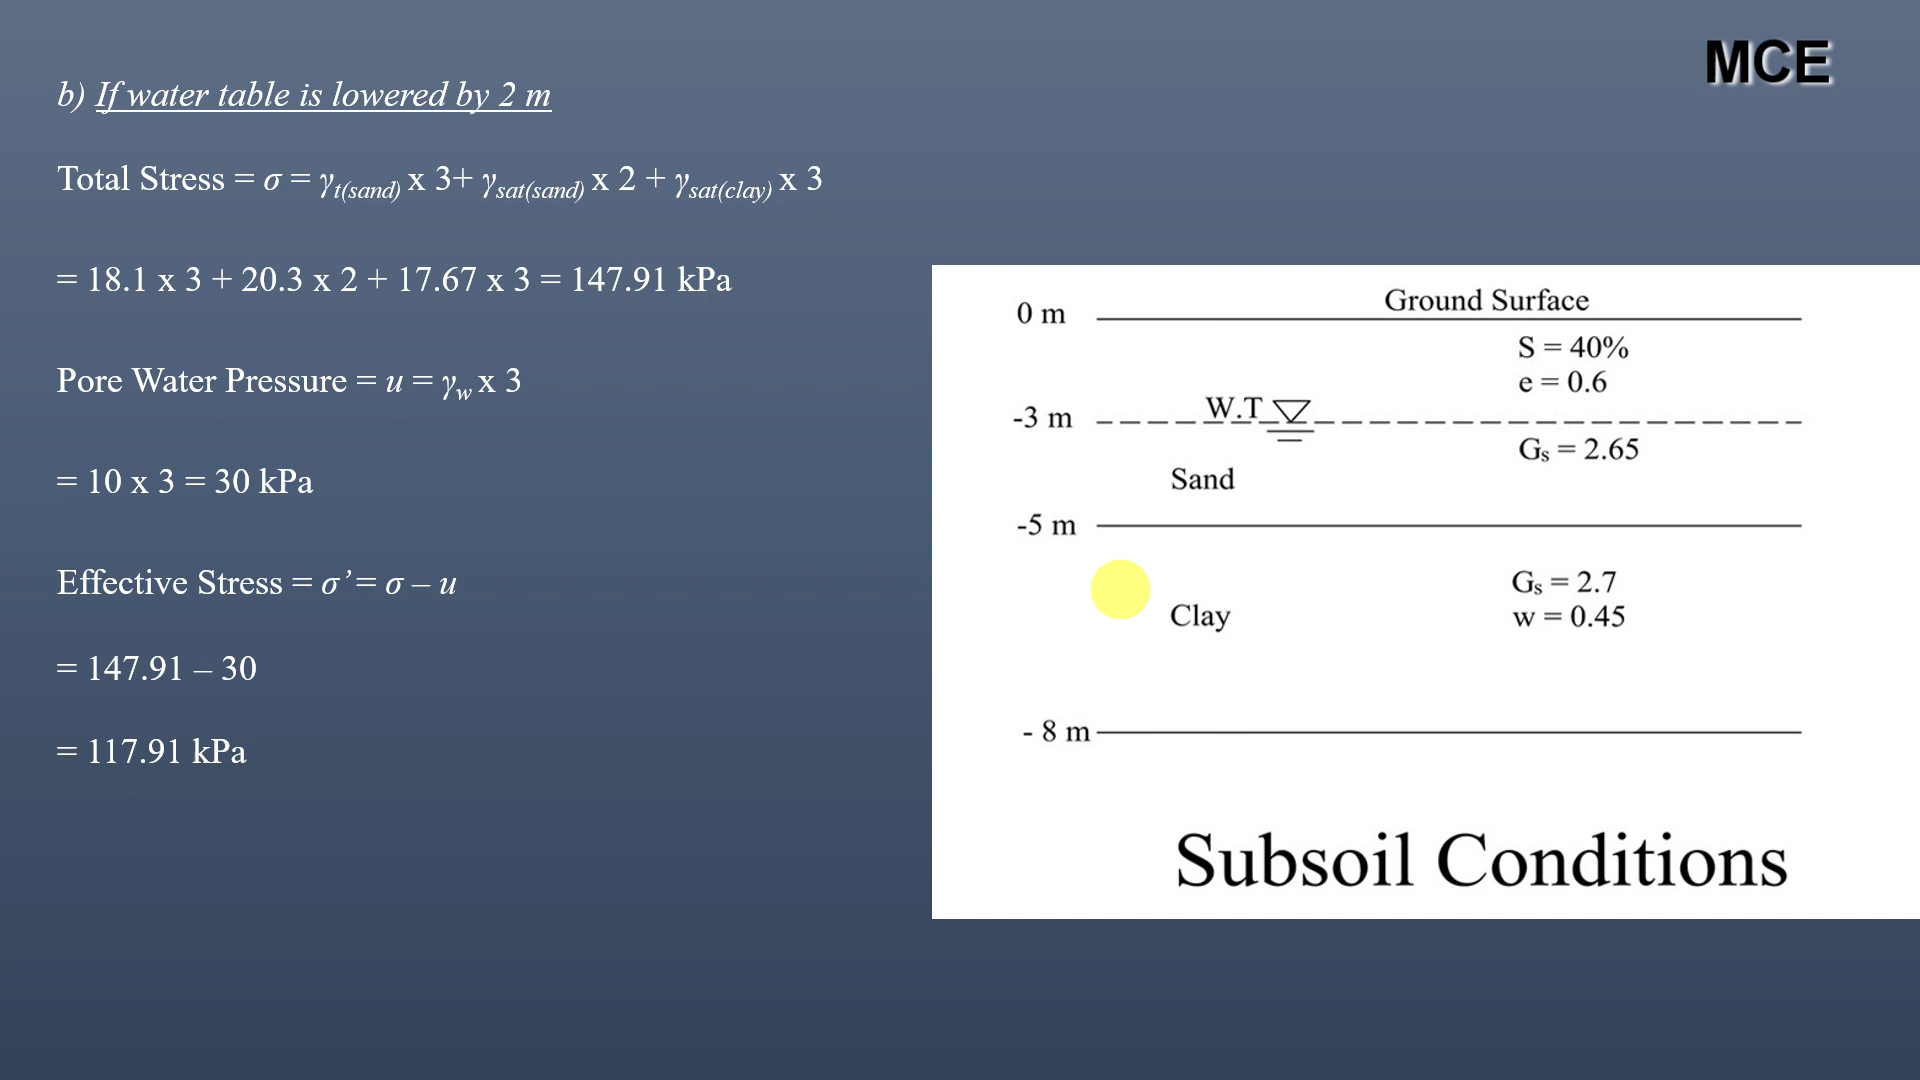 MCE
b) If water table is lowered by 2 m
Total Stress = σ = γt(sand) x 3+ γsat(sand) x 2 + γsat(clay) x 3
= 18.1 x 3 + 20.3 x 2 + 17.67 x 3 = 147.91 kPa
Pore Water Pressure = u = γw x 3
= 10 x 3 = 30 kPa
Effective Stress = σ’= σ – u
= 147.91 – 30
= 117.91 kPa
Ground Surface
0 m
S = 40%
e = 0.6
W.T
-3 m
Gs = 2.65
Sand
-5 m
Gs = 2.7
Clay
w = 0.45
- 8 m
Subsoil Conditions